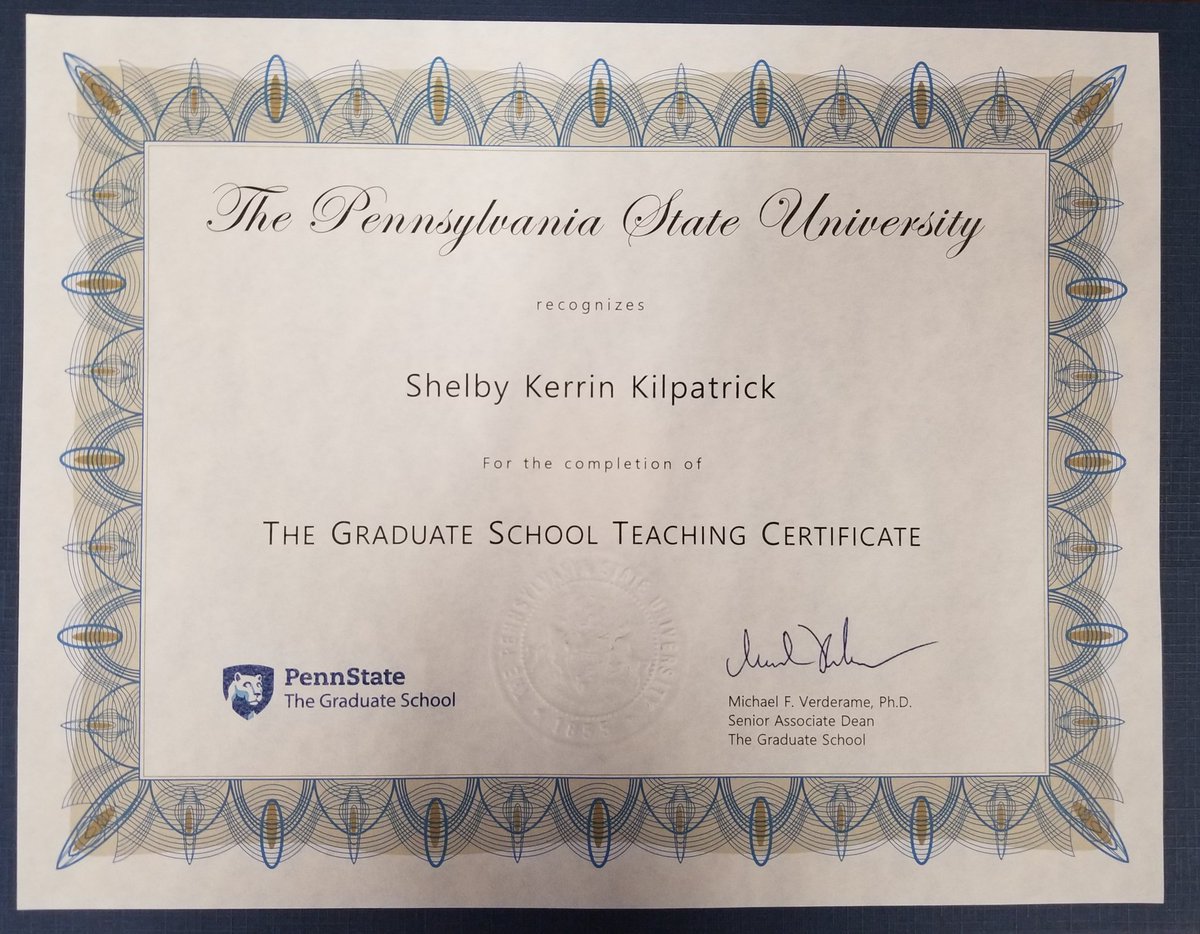 The Pennsylvania State University
recognizes
Shelby Kerrin Kilpatrick
For the completion of
THE GRADUATE SCHOOL TEACHING CERTIFICATE
PennState
The Graduate School
Michael F. Verderame, Ph.D.
Senior Associate Dean
The Graduate School